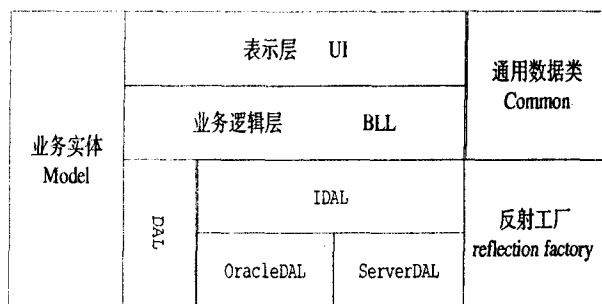 表示层 UI
通用数据类
Common
业务逻辑层 BLL
业务实体
Model
DAL
IDAL
反射工厂
reflection factory
OracleDAL
ServerDAL